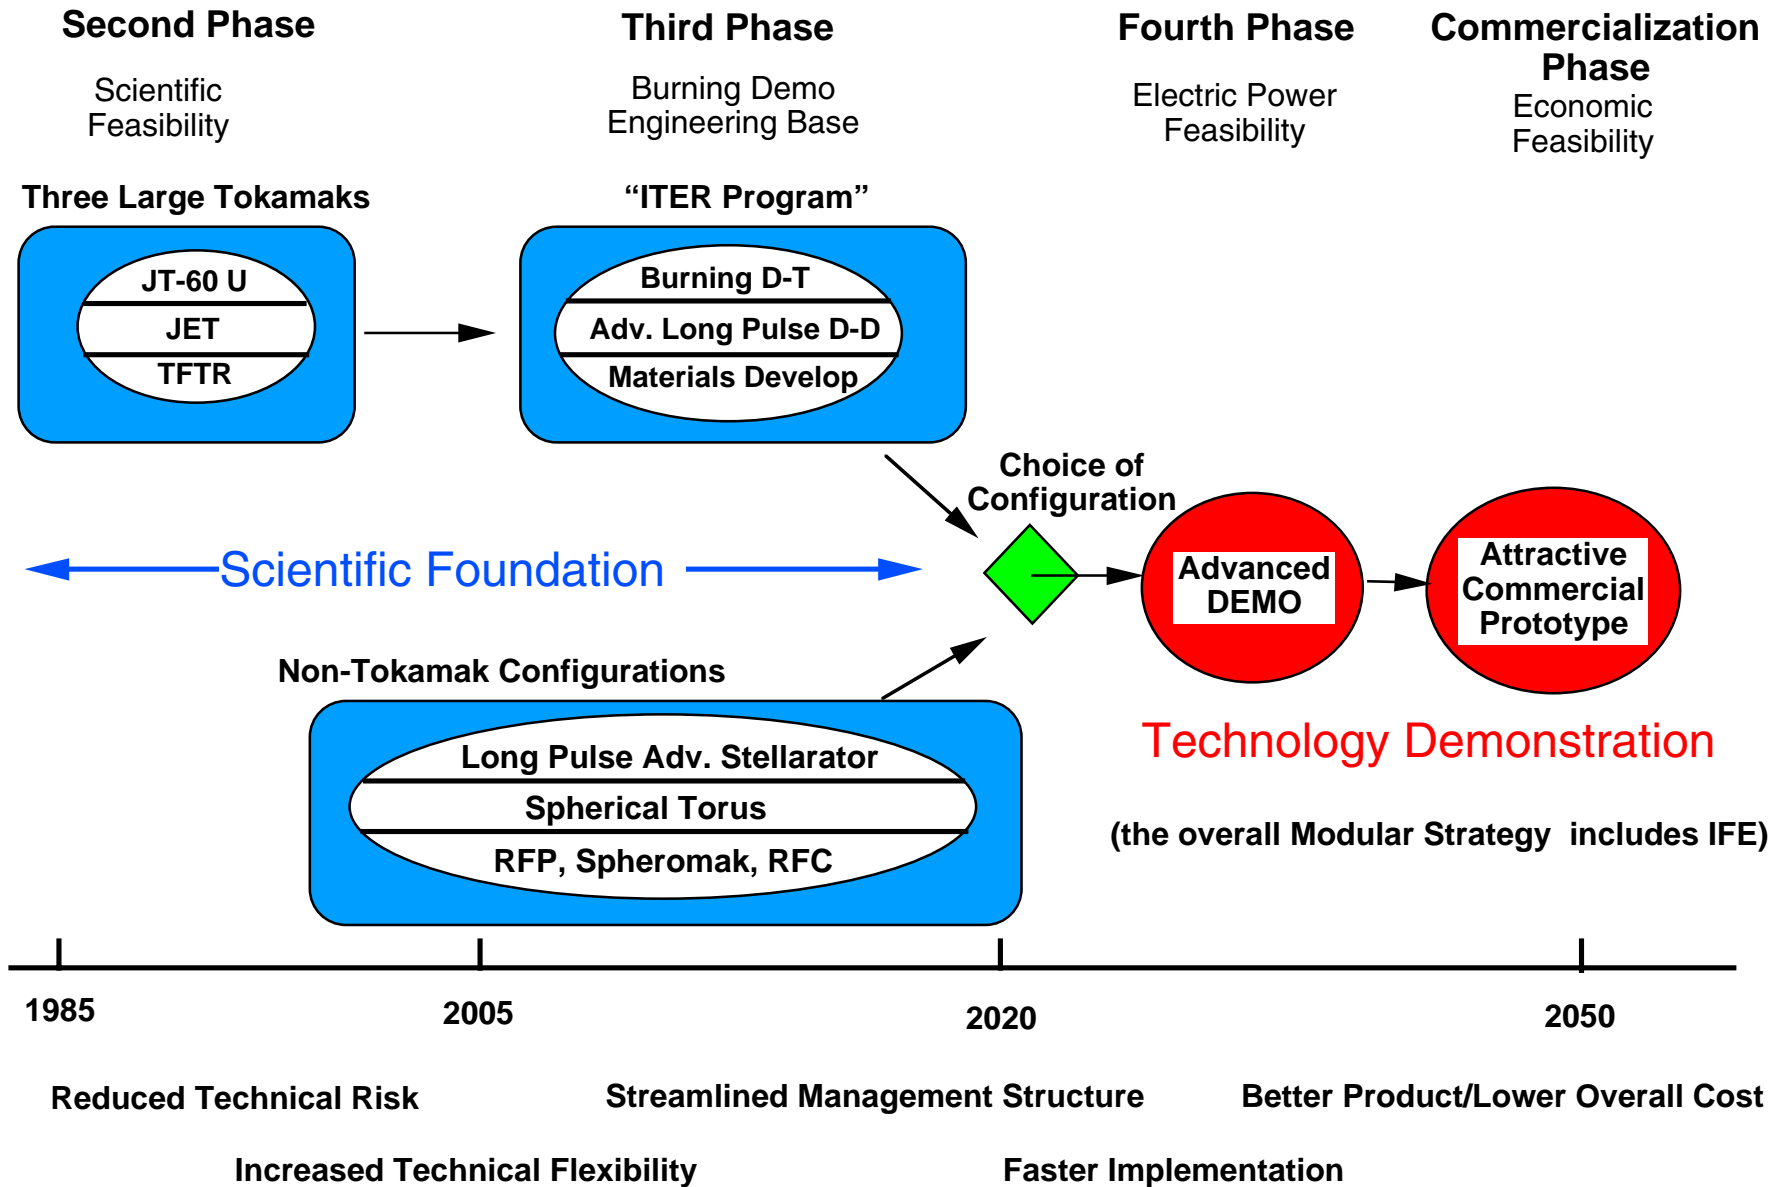 Second Phase
Scientific
Feasibility
Third Phase
Burning Demo
Engineering Base
Fourth Phase
Electric Power
Feasibility
Commercialization
Phase
Economic
Feasibility
Three Large Tokamaks
JT-60 U
JET
TFTR
“ITER Program”
Burning D-T
Adv. Long Pulse D-D
Materials Develop
Choice of
Configuration
Scientific Foundation
Advanced
DEMO
Attractive
Commercial
Prototype
Non-Tokamak Configurations
Long Pulse Adv. Stellarator
Spherical Torus
RFP, Spheromak, RFC
Technology Demonstration
(the overall Modular Strategy includes IFE)
1985
2005
2020
2050
Reduced Technical Risk
Streamlined Management Structure
Better Product/Lower Overall Cost
Increased Technical Flexibility
Faster Implementation